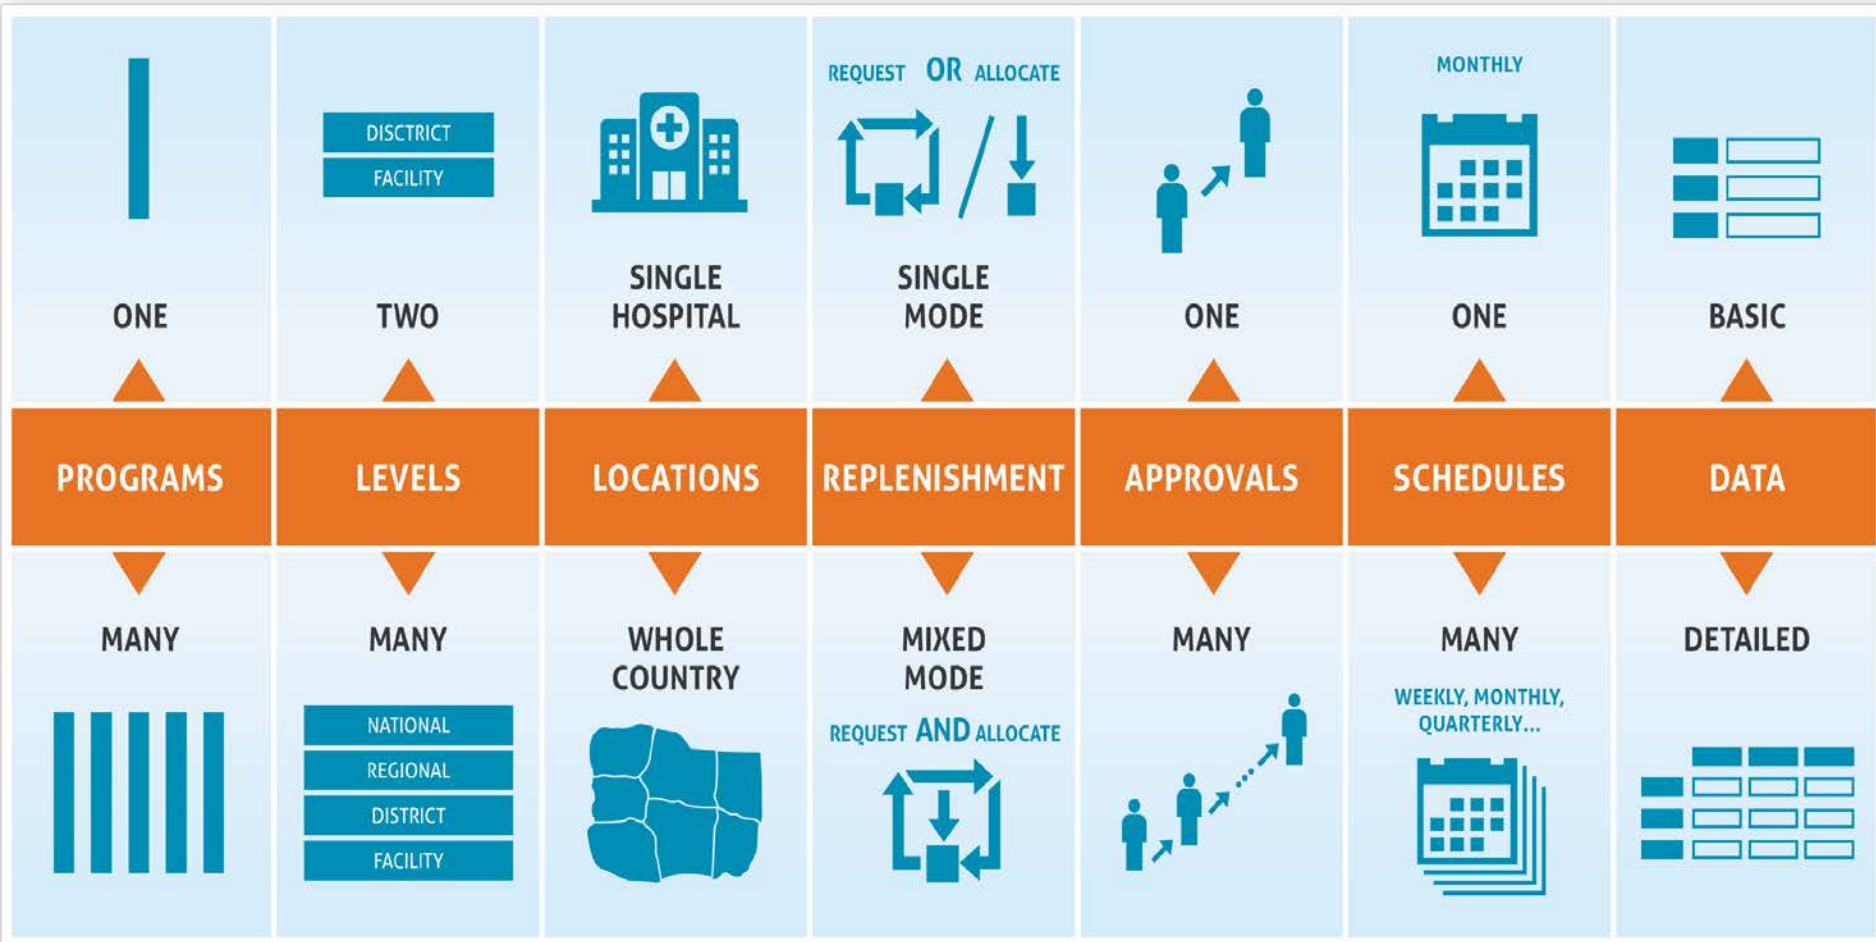 ONE
DISCTRICT
FACILITY
TWO
SINGLE
HOSPITAL
REQUEST OR ALLOCATE
SINGLE
MODE
ONE
MONTHLY
ONE
BASIC
PROGRAMS
LEVELS
LOCATIONS
REPLENISHMENT
APPROVALS
SCHEDULES
DATA
MANY
MANY
NATIONAL
REGIONAL
DISTRICT
FACILITY
WHOLE
COUNTRY
MIXED
MODE
REQUEST AND ALLOCATE
MANY
MANY
WEEKLY, MONTHLY,
QUARTERLY...
DETAILED